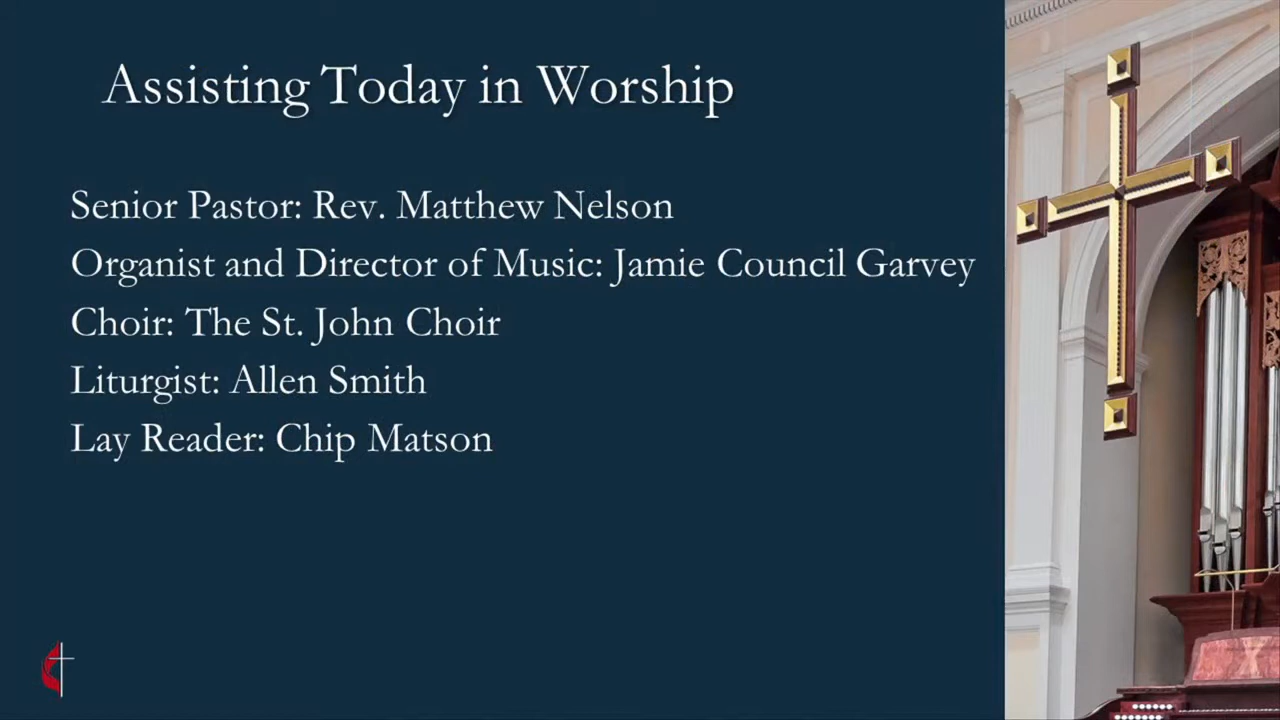 Assisting Today in Worship
Senior Pastor: Rev. Matthew Nelson
Organist and Director of Music: Jamie Council Garvey
Choir: The St. John Choir
Liturgist: Allen Smith
Lay Reader: Chip Matson